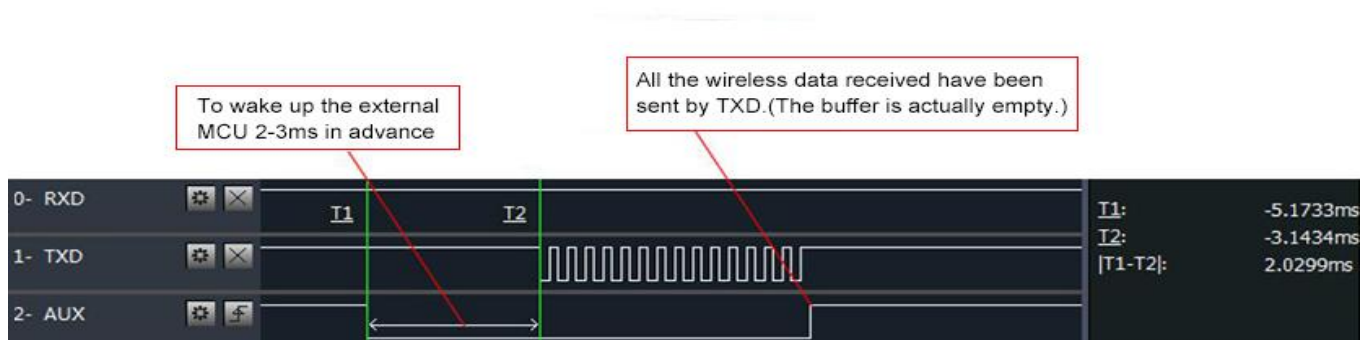 To wake up the external
MCU 2-3ms in advance
All the wireless data received have been
sent by TXD.(The buffer is actually empty.)
0- RXD
T1
T2
1- TXD
2- AUX
T1: -5.1733ms
T2: -3.1434ms
|T1-T2|: 2.0299ms